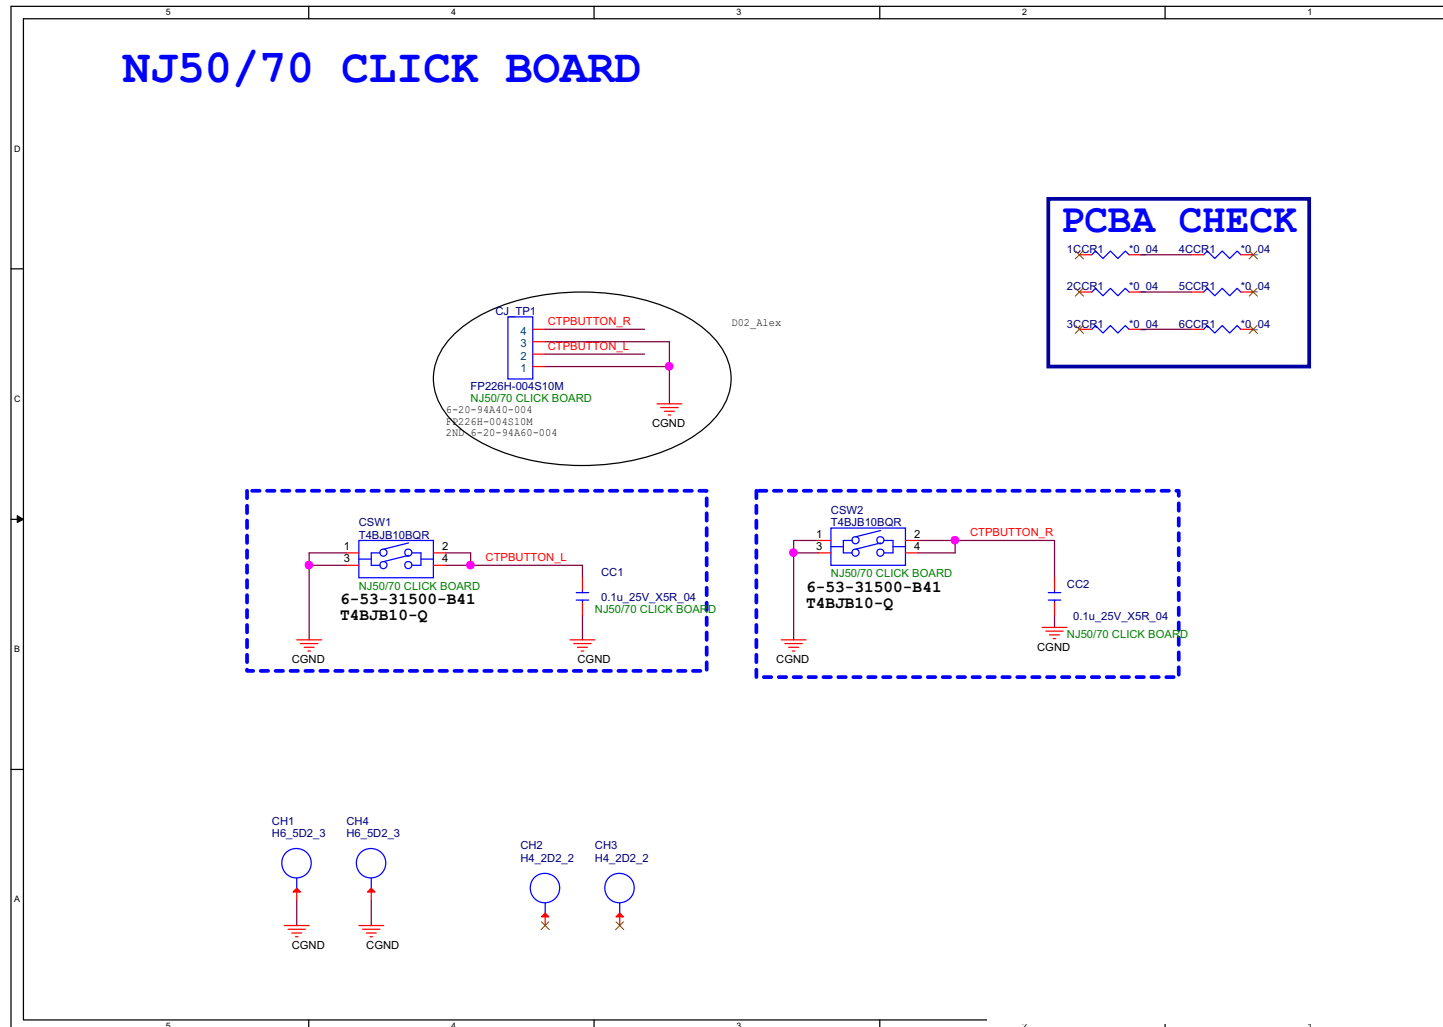 5 4 3 2 1
NJ50/70 CLICK BOARD
D
PCBA CHECK
1CCR1 *0_04 4CCR1 *0_04
2CCR1 *0_04 5CCR1 *0_04
3CCR1 *0_04 6CCR1 *0_04
CJ_TP1
4 CTPBUTTON_R
3
2 CTPBUTTON_L
1
D02_Alex
FP226H-004S10M
NJ50/70 CLICK BOARD
6-20-94A40-004
FP226H-004S10M
2ND 6-20-94A60-004
CGND
C
CSW1
T4BJB10BQR
1 2
3 4
CTPBUTTON_L
NJ50/70 CLICK BOARD
6-53-31500-B41
T4BJB10-Q
CC1
0.1u_25V_X5R_04
NJ50/70 CLICK BOARD
CGND
CGND
CSW2
T4BJB10BQR
1 2
3 4
CTPBUTTON_R
NJ50/70 CLICK BOARD
6-53-31500-B41
T4BJB10-Q
CC2
0.1u_25V_X5R_04
NJ50/70 CLICK BOARD
CGND
CGND
B
CH1
H6_5D2_3
CH4
H6_5D2_3
CH2
H4_2D2_2
CH3
H4_2D2_2
CGND
CGND
A
5 4 3